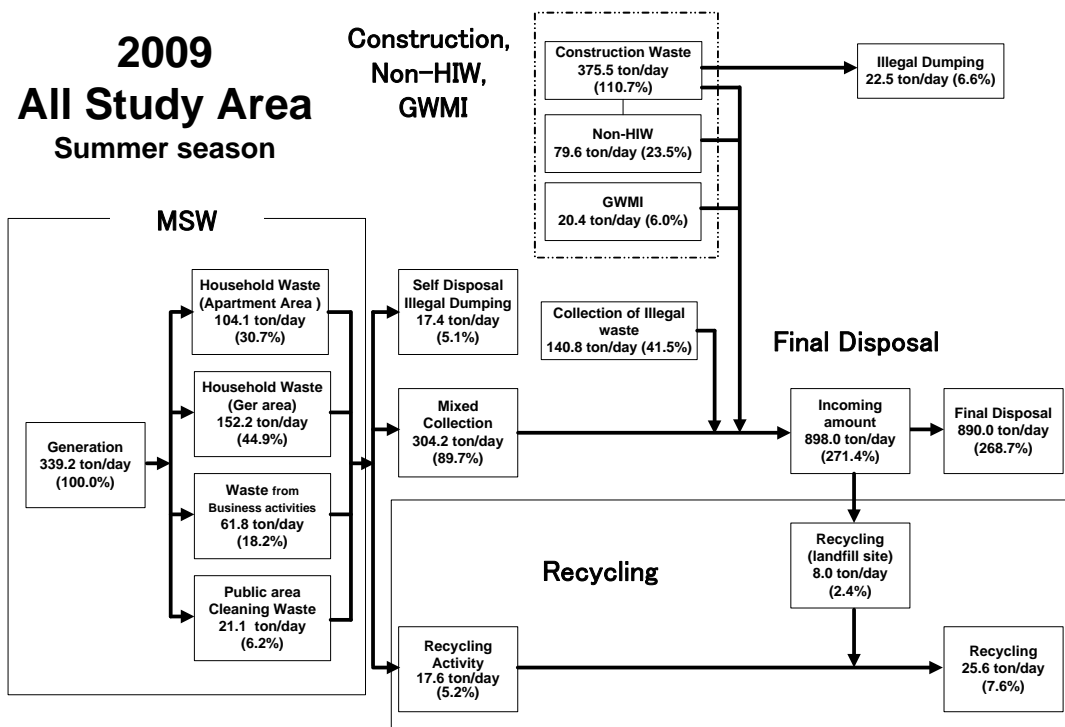 2009
All Study Area
Summer season
Construction,
Non-HIW,
GWMI
Construction Waste
375.5 ton/day
(110.7%)
Illegal Dumping
22.5 ton/day (6.6%)
Non-HIW
79.6 ton/day (23.5%)
GWMI
20.4 ton/day (6.0%)
MSW
Household Waste
(Apartment Area )
104.1 ton/day
(30.7%)
Self Disposal
Illegal Dumping
17.4 ton/day
(5.1%)
Collection of Illegal
waste
140.8 ton/day (41.5%)
Final Disposal
Household Waste
(Ger area)
152.2 ton/day
(44.9%)
Mixed
Collection
304.2 ton/day
(89.7%)
Incoming
amount
898.0 ton/day
(271.4%)
Final Disposal
890.0 ton/day
(268.7%)
Generation
339.2 ton/day
(100.0%)
Waste from
Business activities
61.8 ton/day
(18.2%)
Recycling
Recycling
(landfill site)
8.0 ton/day
(2.4%)
Public area
Cleaning Waste
21.1 ton/day
(6.2%)
Recycling
Activity
17.6 ton/day
(5.2%)
Recycling
25.6 ton/day
(7.6%)